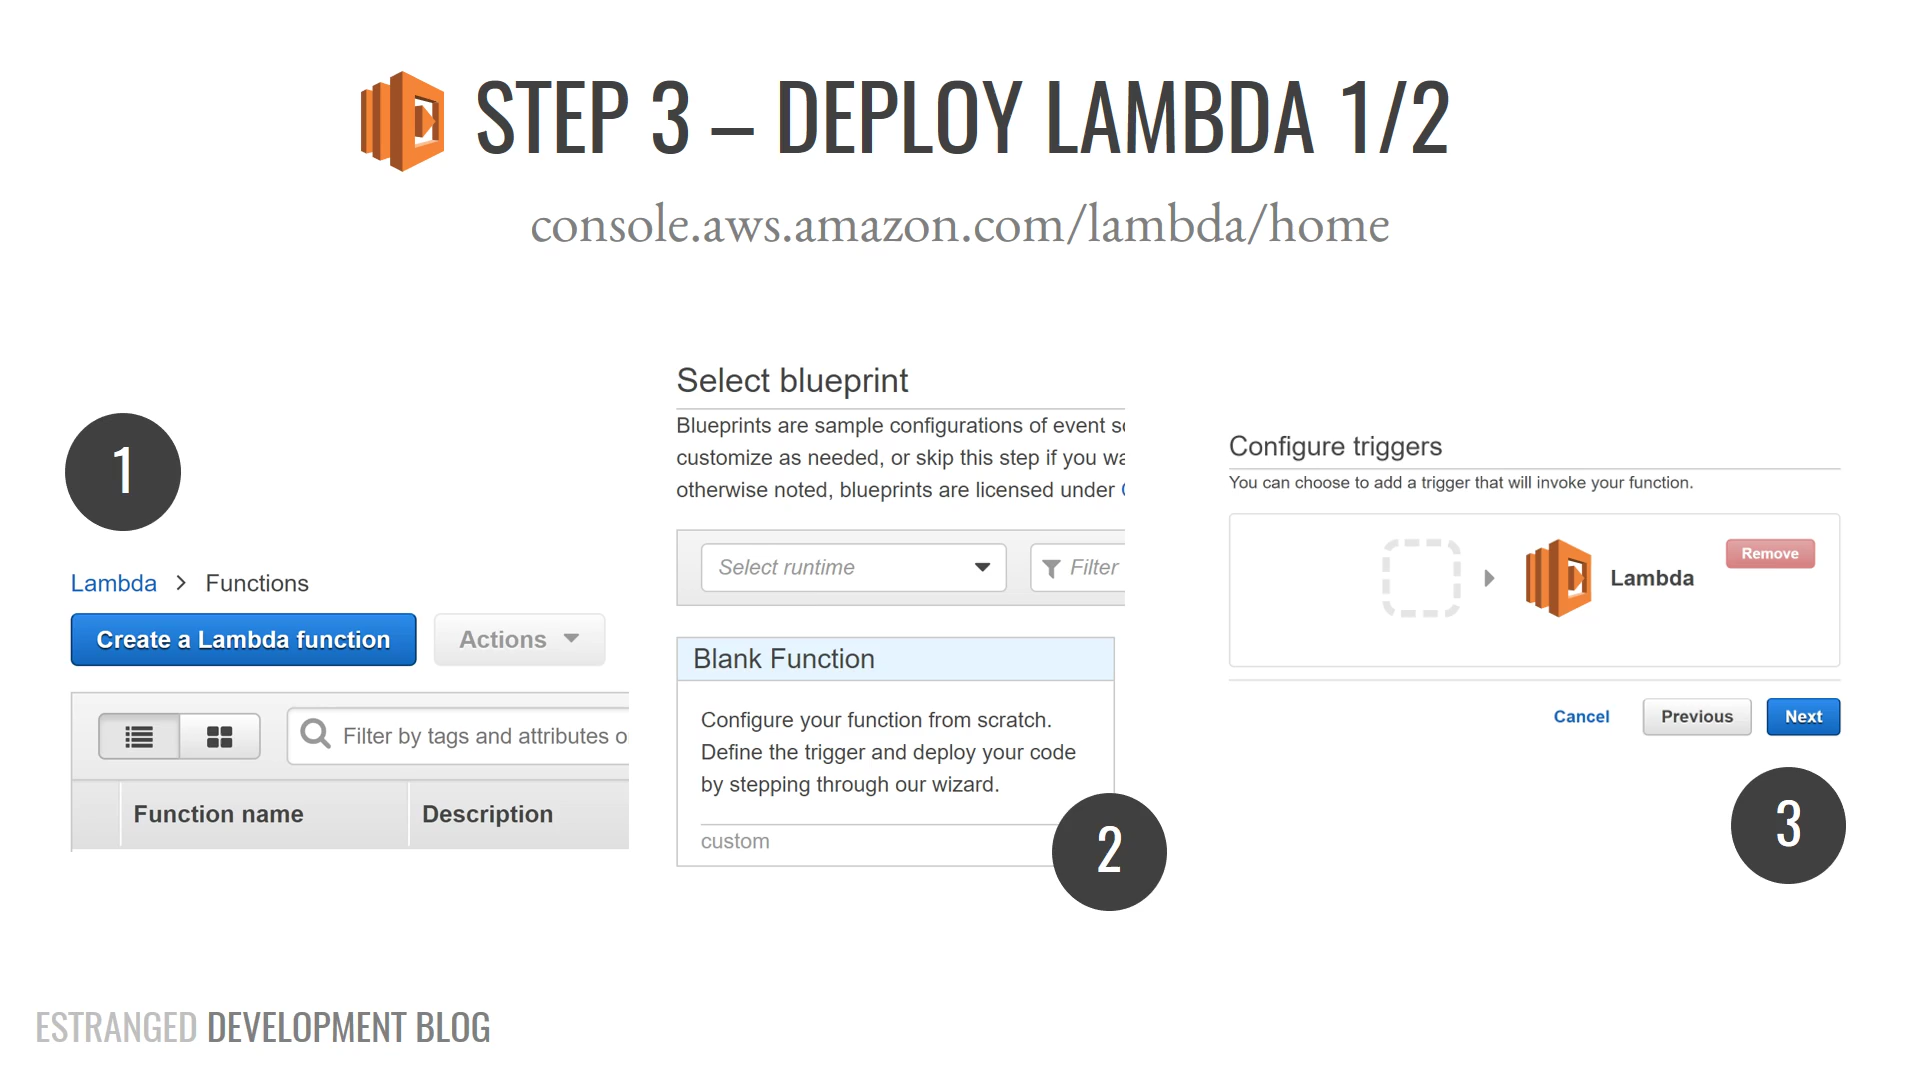 STEP 3 – DEPLOY LAMBDA 1/2
console.aws.amazon.com/lambda/home
1
Lambda > Functions
Create a Lambda function
Actions
Filter by tags and attributes o
Function name
Description
Select blueprint
Blueprints are sample configurations of event s
customize as needed, or skip this step if you wa
otherwise noted, blueprints are licensed under
Select runtime
Filter
Blank Function
Configure your function from scratch.
Define the trigger and deploy your code
by stepping through our wizard.
custom
2
Configure triggers
You can choose to add a trigger that will invoke your function.
Lambda
Remove
Cancel
Previous
Next
3
ESTRANGED DEVELOPMENT BLOG